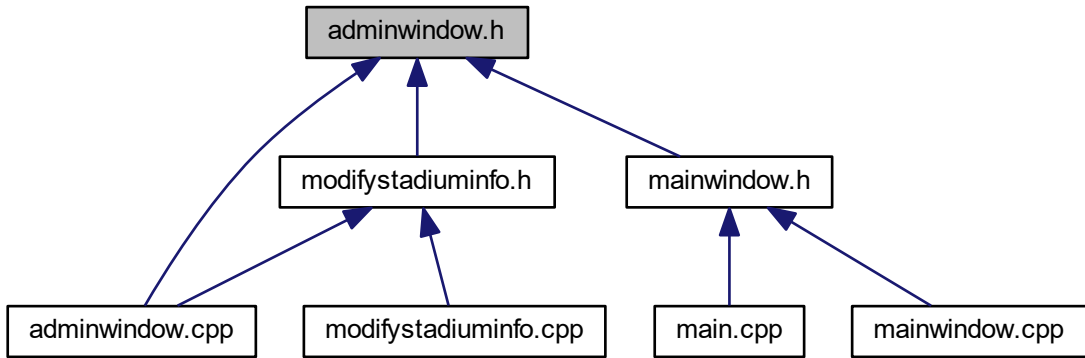 adminwindow.h
modifystadiuminfo.h
mainwindow.h
adminwindow.cpp
modifystadiuminfo.cpp
main.cpp
mainwindow.cpp